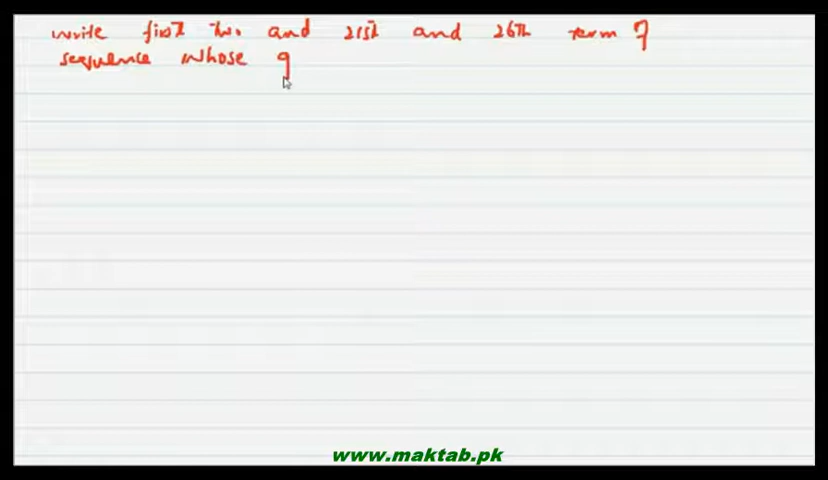 write first two and 21st and 26th term of
sequence whose g
www.maktab.pk